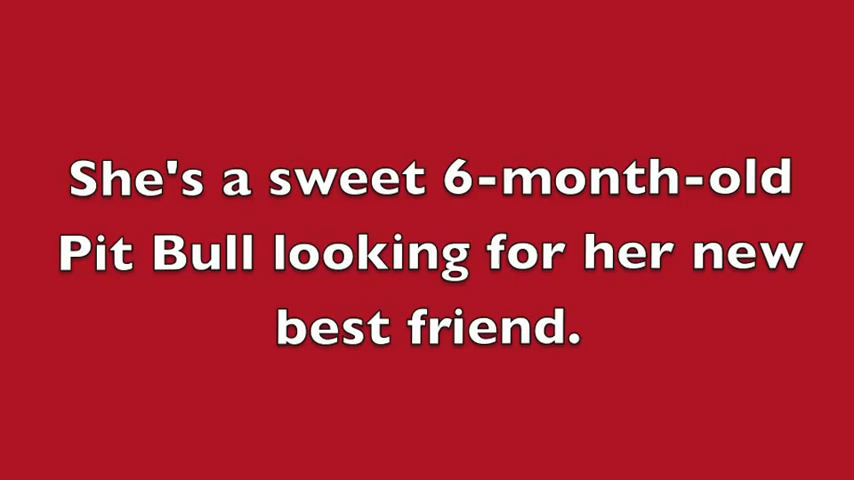 She's a sweet 6-month-old
Pit Bull looking for her new
best friend.